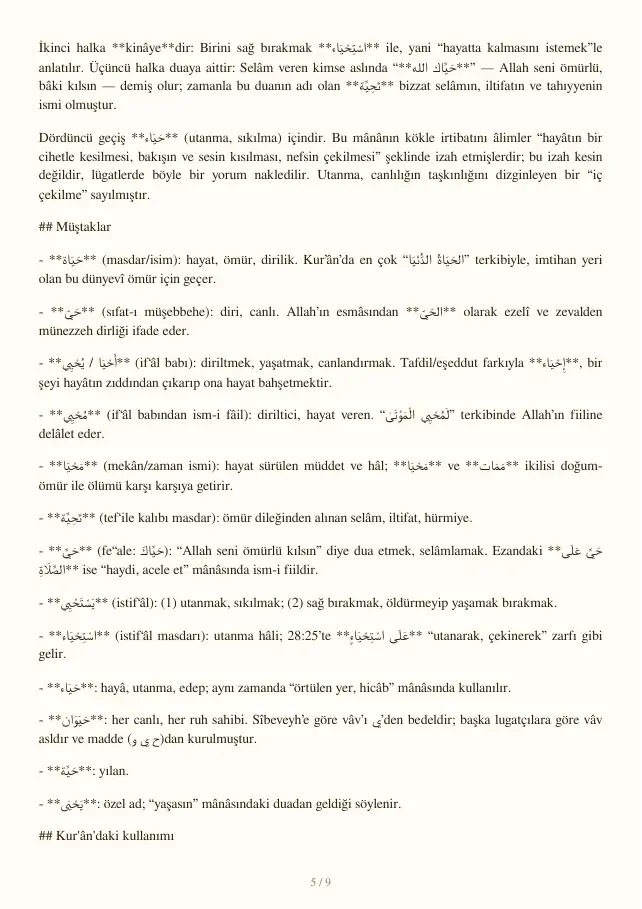 İkinci halka **kinâye**dir: Birini sağ bırakmak **اسْتِحْيَاء** ile, yani “hayatta kalmasını istemek”le
anlatılır. Üçüncü halka duaya aittir: Selâm veren kimse aslında “**حَيَّاكَ الله**” — Allah seni ömürlü,
bâki kılsın — demiş olur; zamanla bu duanın adı olan **تَحِيَّة** bizzat selâmın, iltifatın ve tahıyyenin
ismi olmuştur.
Dördüncü geçiş **حَيَاء** (utanma, sıkılma) içindir. Bu mânânın kökle irtibatını âlimler “hayâtın bir
cihetle kesilmesi, bakışın ve sesin kısılması, nefsin çekilmesi” şeklinde izah etmişlerdir; bu izah kesin
değildir, lügatlerde böyle bir yorum nakledilir. Utanma, canlılığın taşkınlığını dizginleyen bir “iç
çekilme” sayılmıştır.
## Müştaklar
- **حَيَاة** (masdar/isim): hayat, ömür, dirilik. Kur’ân’da en çok “الحَيَاةُ الدُّنْيَا” terkibiyle, imtihan yeri
olan bu dünyevî ömür için geçer.
- **حَيّ** (sıfat-ı müşebbehe): diri, canlı. Allah’ın esmâsından **الحَيّ** olarak ezelî ve zevalden
münezzeh dirliği ifade eder.
- **أَحْيَا / يُحْيِي** (if‘âl babı): diriltmek, yaşatmak, canlandırmak. Tafdil/eşeddut farkıyla **إِحْيَاء**, bir
şeyi hayâtın zıddından çıkarıp ona hayat bahşetmektir.
- **مُحْيِي** (if‘âl babından ism-i fâil): diriltici, hayat veren. “لَمُحْيِي الْمَوْتَىٰ” terkibinde Allah’ın fiiline
delâlet eder.
- **مَحْيَا** (mekân/zaman ismi): hayat sürülen müddet ve hâl; **مَحْيَا** ve **مَمَات** ikilisi doğum-
ömür ile ölümü karşı karşıya getirir.
- **تَحِيَّة** (tef‘ile kalıbı masdar): ömür dileğinden alınan selâm, iltifat, hürmiye.
- **حَيَّ** (fe“ale: حَيَّاكَ): “Allah seni ömürlü kılsın” diye dua etmek, selâmlamak. Ezandaki **حَيَّ عَلَى
الصَّلَاةِ** ise “haydi, acele et” mânâsında ism-i fiildir.
- **يَسْتَحْيِي** (istif‘âl): (1) utanmak, sıkılmak; (2) sağ bırakmak, öldürmeyip yaşamak bırakmak.
- **اسْتِحْيَاء** (istif‘âl masdarı): utanma hâli; 28:25’te **عَلَى اسْتِحْيَاءٍ** “utanarak, çekinerek” zarfı gibi
gelir.
- **حَيَاء**: hayâ, utanma, edep; aynı zamanda “örtülen yer, hicâb” mânâsında kullanılır.
- **حَيَوَان**: her canlı, her ruh sahibi. Sîbeveyh’e göre vâv’ı ي’den bedeldir; başka lugatçılara göre vâv
asldır ve madde (ح ي و)dan kurulmuştur.
- **حَيَّة**: yılan.
- **يَحْيَىٰ**: özel ad; “yaşasın” mânâsındaki duadan geldiği söylenir.
## Kur'ân'daki kullanımı
5 / 9